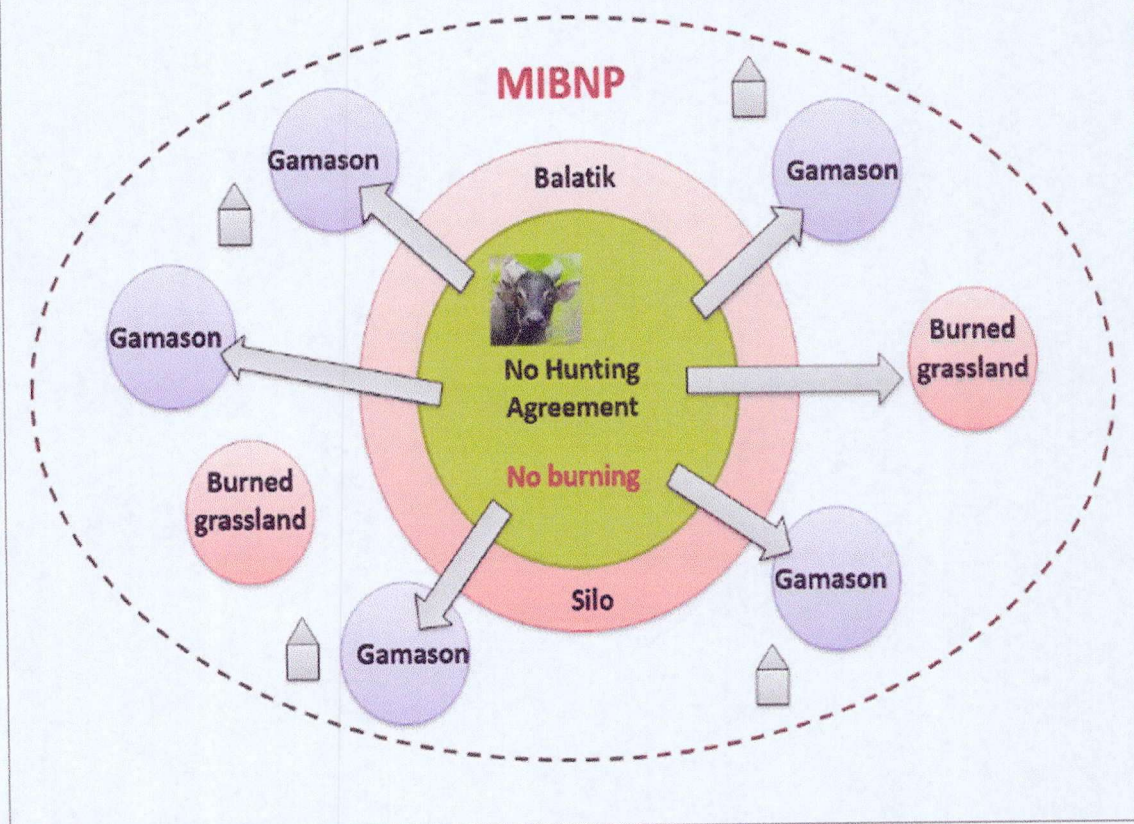 MIBNP
Gamason
Balatik
Gamason
Gamason
No Hunting
Agreement
Burned
grassland
No burning
Burned
grassland
Silo
Gamason
Gamason